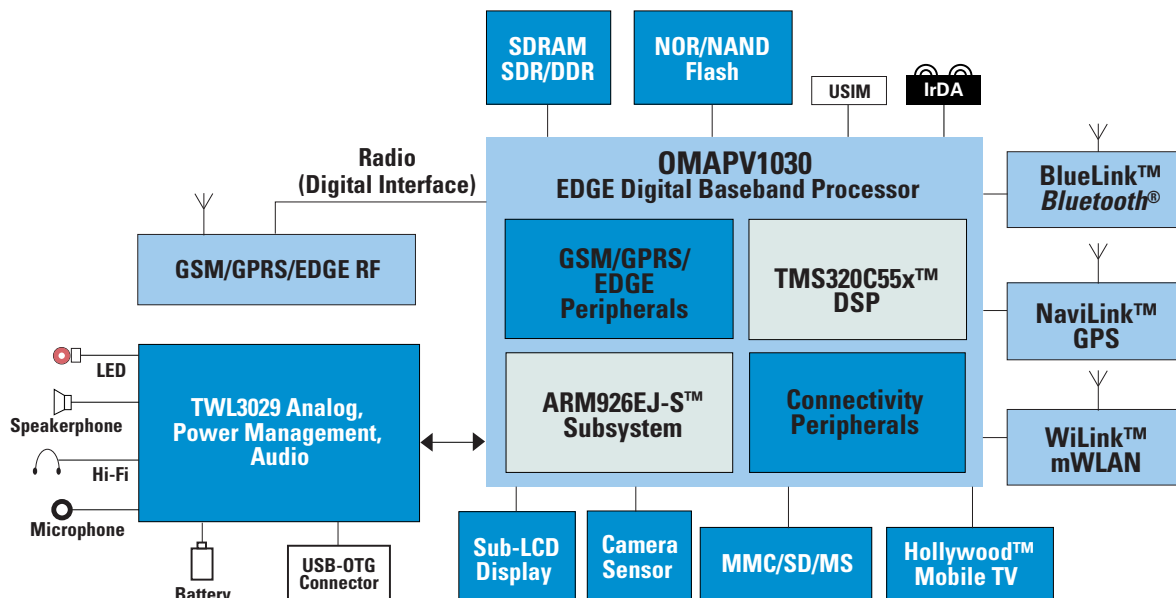 SDRAM
SDR/DDR
NOR/NAND
Flash
USIM
IrDA
Radio
(Digital Interface)
OMAPV1030
EDGE Digital Baseband Processor
BlueLink™
Bluetooth®
GSM/GPRS/EDGE RF
GSM/GPRS/
EDGE
Peripherals
TMS320C55x™
DSP
NaviLink™
GPS
LED
Speakerphone
Hi-Fi
Microphone
TWL3029 Analog,
Power Management,
Audio
ARM926EJ-S™
Subsystem
Connectivity
Peripherals
WiLink™
mWLAN
Battery
USB-OTG
Connector
Sub-LCD
Display
Camera
Sensor
MMC/SD/MS
Hollywood™
Mobile TV